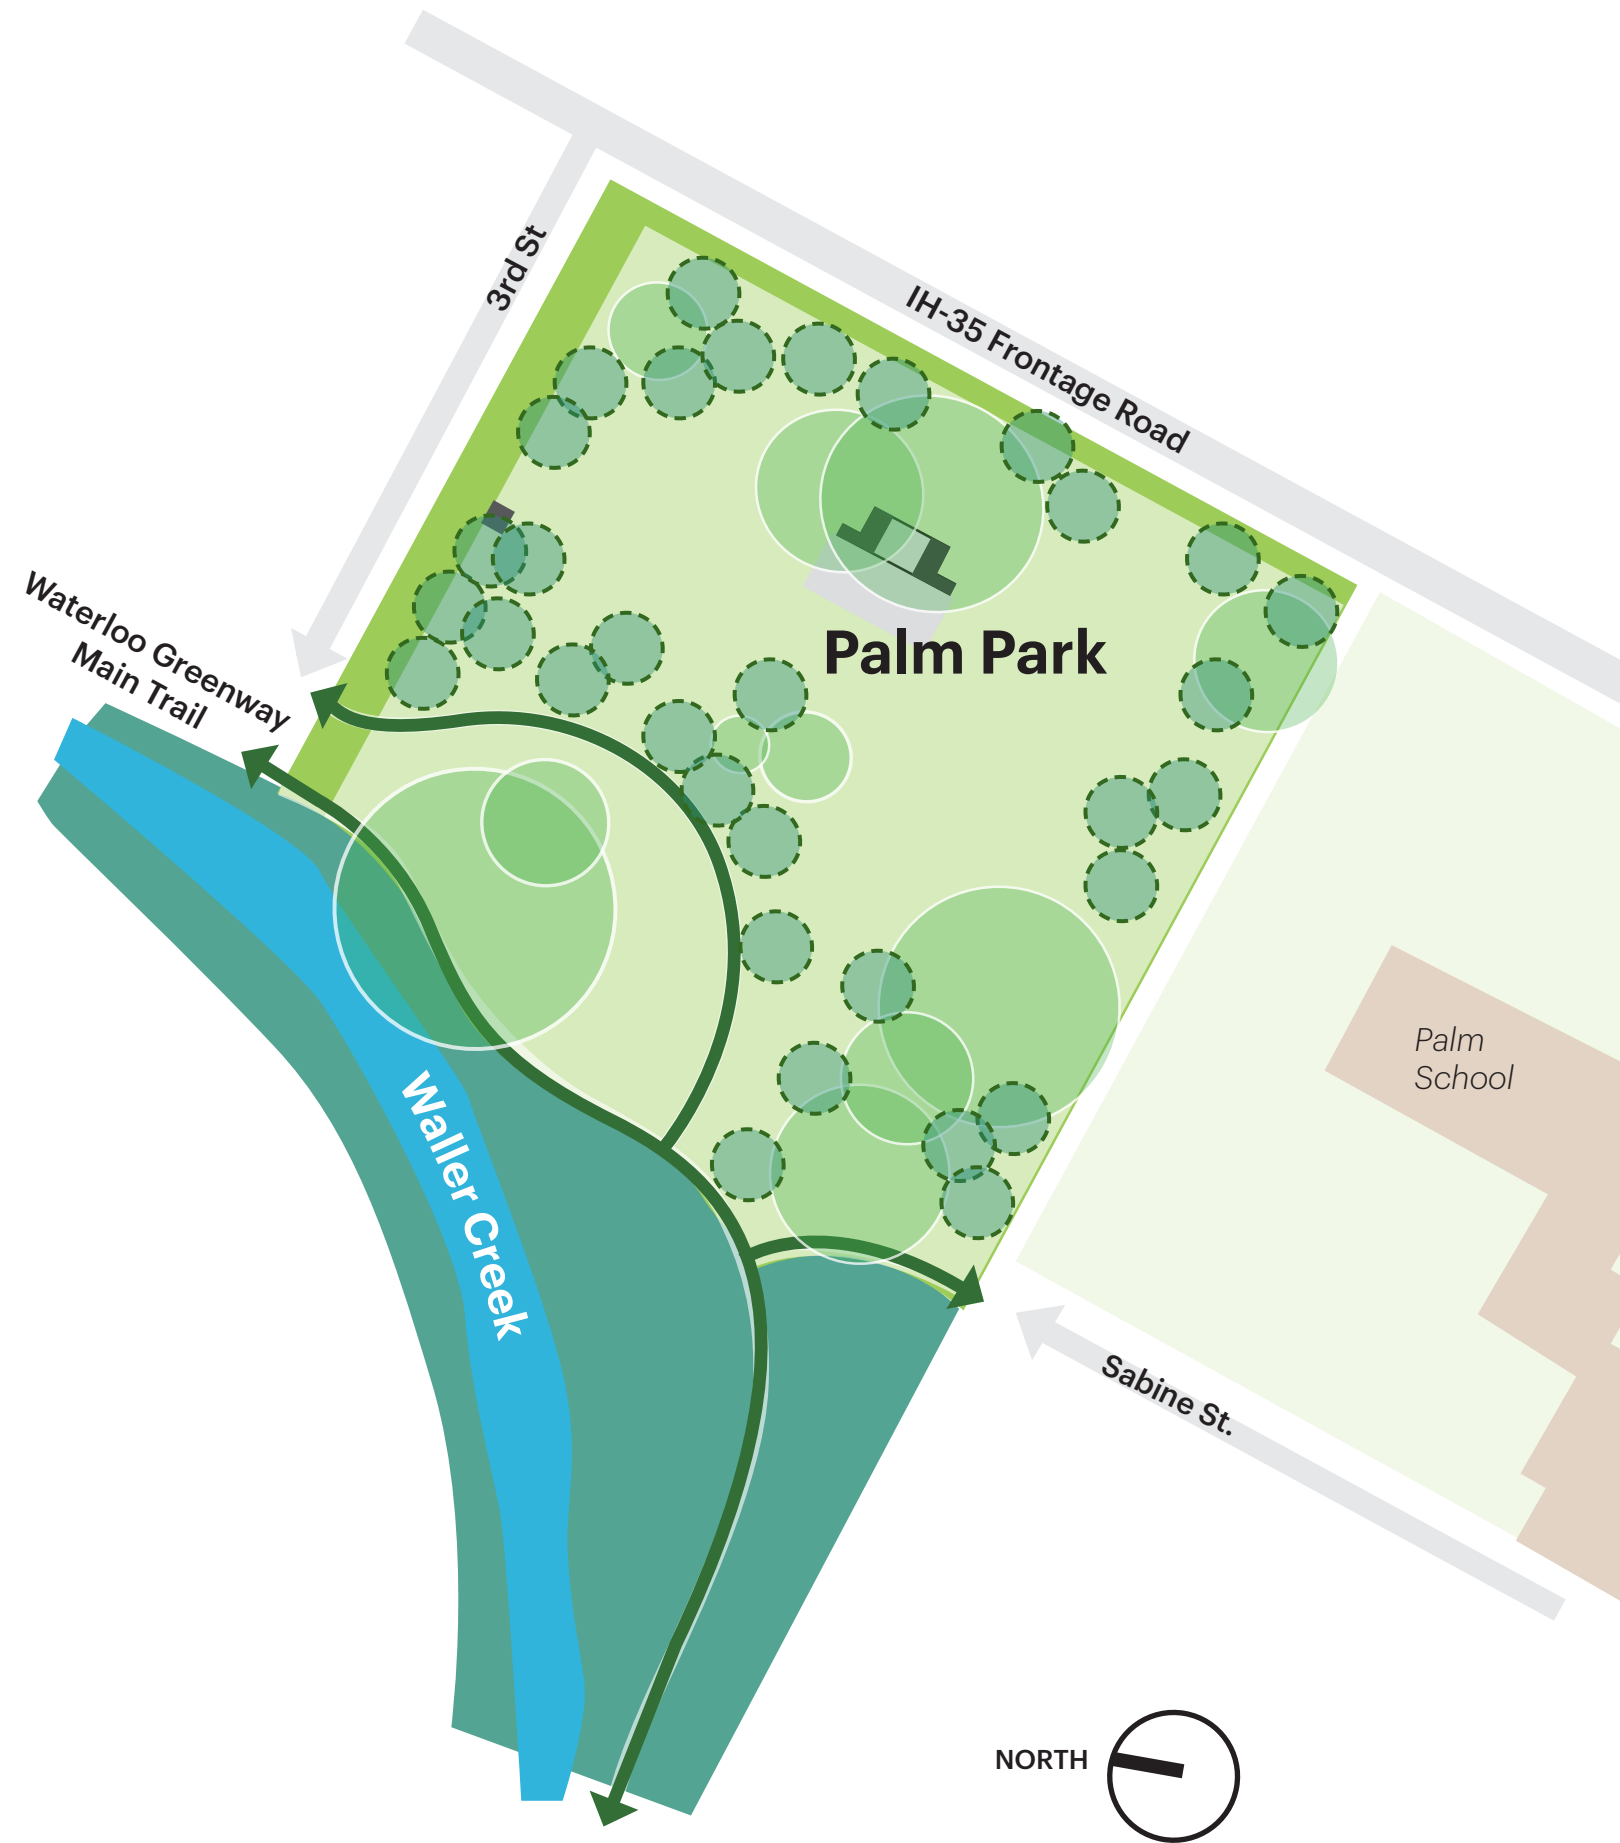 3rd St
IH-35 Frontage Road
Waterloo Greenway
Main Trail
Palm Park
Palm
School
Waller Creek
Sabine St.
NORTH